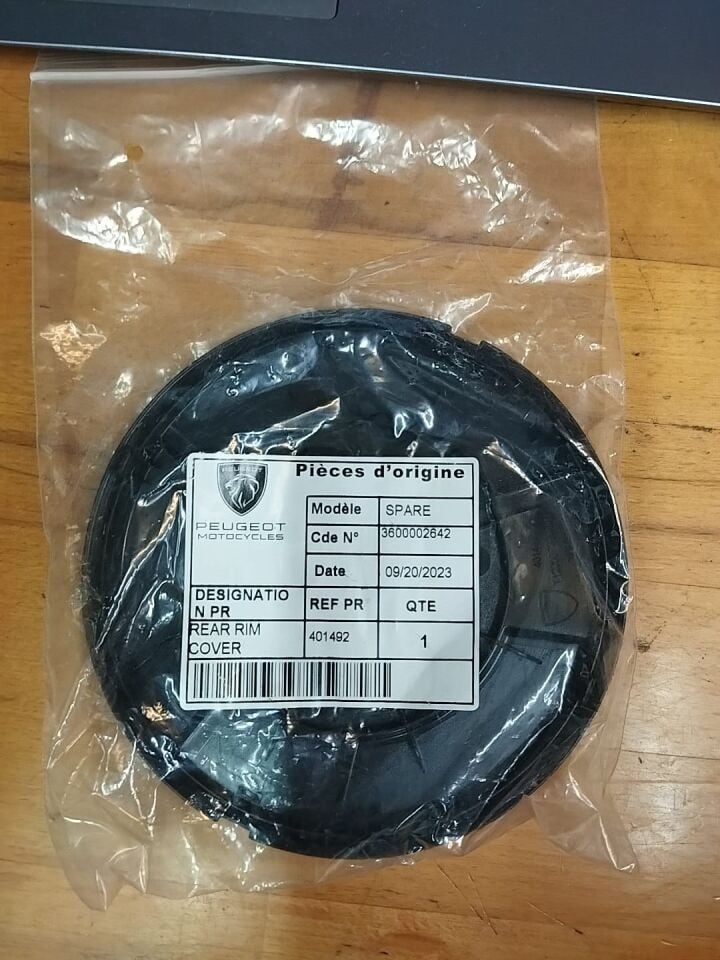 PEUGEOT
Pièces d'origine
PEUGEOT
MOTOCYCLES
Modèle SPARE
Cde N° 3600002642
Date 09/20/2023
DESIGNATIO
N PR
REF PR QTE
REAR RIM
COVER
401492 1